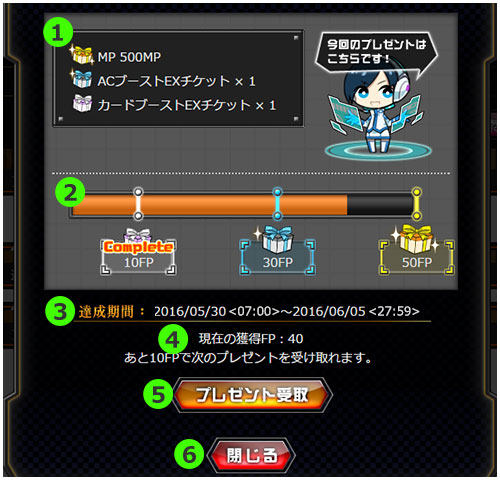 1
MP 500MP
ACブーストEXチケット × 1
カードブーストEXチケット × 1
今回のプレゼントは
こちらです!
2
Complete
10FP
30FP
50FP
3 達成期間: 2016/05/30 <07:00>~2016/06/05 <27:59>
4 現在の獲得FP:40
あと10FPで次のプレゼントを受け取れます。
5 プレゼント受取
6 閉じる